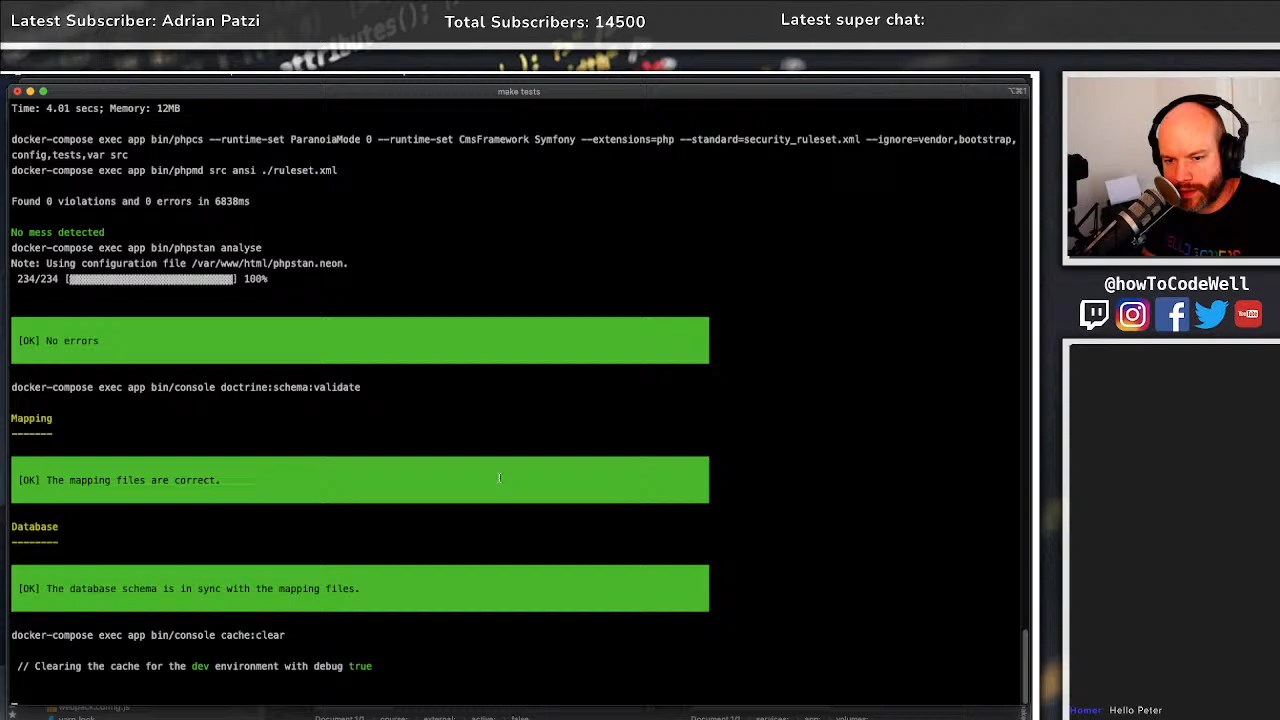 Latest Subscriber: Adrian Patzi
Total Subscribers: 14500
Latest super chat:
make tests
⌥⌘1
Time: 4.01 secs; Memory: 12MB
docker-compose exec app bin/phpcs --runtime-set ParanoiaMode 0 --runtime-set CmsFramework Symfony --extensions=php --standard=security_ruleset.xml --ignore=vendor,bootstrap,
config,tests,var src
docker-compose exec app bin/phpmd src ansi ./ruleset.xml
Found 0 violations and 0 errors in 6838ms
No mess detected
docker-compose exec app bin/phpstan analyse
Note: Using configuration file /var/www/html/phpstan.neon.
234/234 [▓▓▓▓▓▓▓▓▓▓▓▓▓▓▓▓▓▓▓▓▓▓▓▓▓▓▓▓] 100%
[OK] No errors
docker-compose exec app bin/console doctrine:schema:validate
Mapping
-------
[OK] The mapping files are correct.
Database
--------
[OK] The database schema is in sync with the mapping files.
docker-compose exec app bin/console cache:clear
// Clearing the cache for the dev environment with debug true
@howToCodeWell
You Tube
Homer: Hello Peter